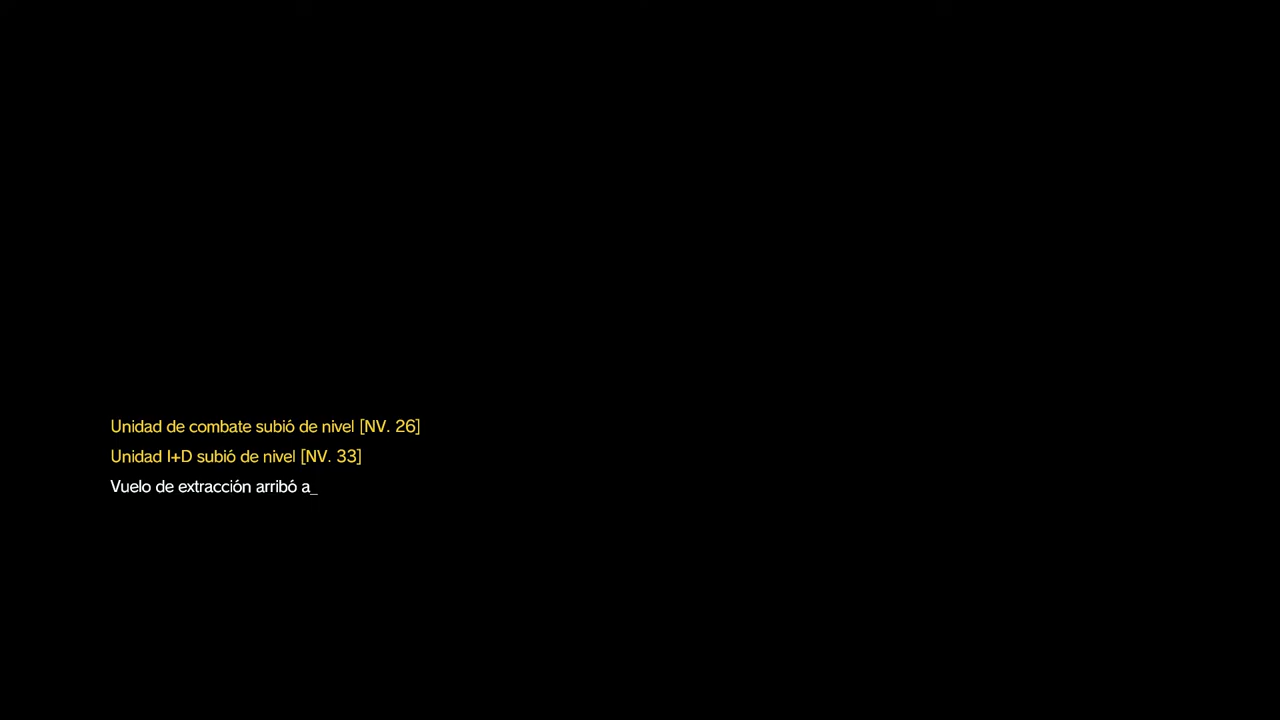 Unidad de combate subió de nivel [NV. 26]
Unidad I+D subió de nivel [NV. 33]
Vuelo de extracción arribó a_